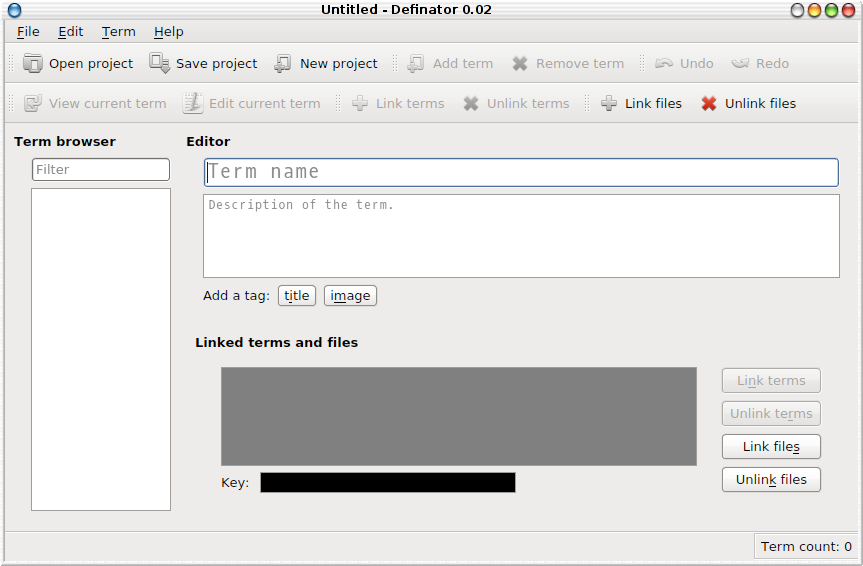 Untitled - Definator 0.02
File Edit Term Help
Open project Save project New project Add term Remove term Undo Redo
View current term Edit current term Link terms Unlink terms Link files Unlink files
Term browser Editor
Filter Term name
Description of the term.
Add a tag: title image
Linked terms and files
Link terms
Unlink terms
Link files
Key: Unlink files
Term count: 0